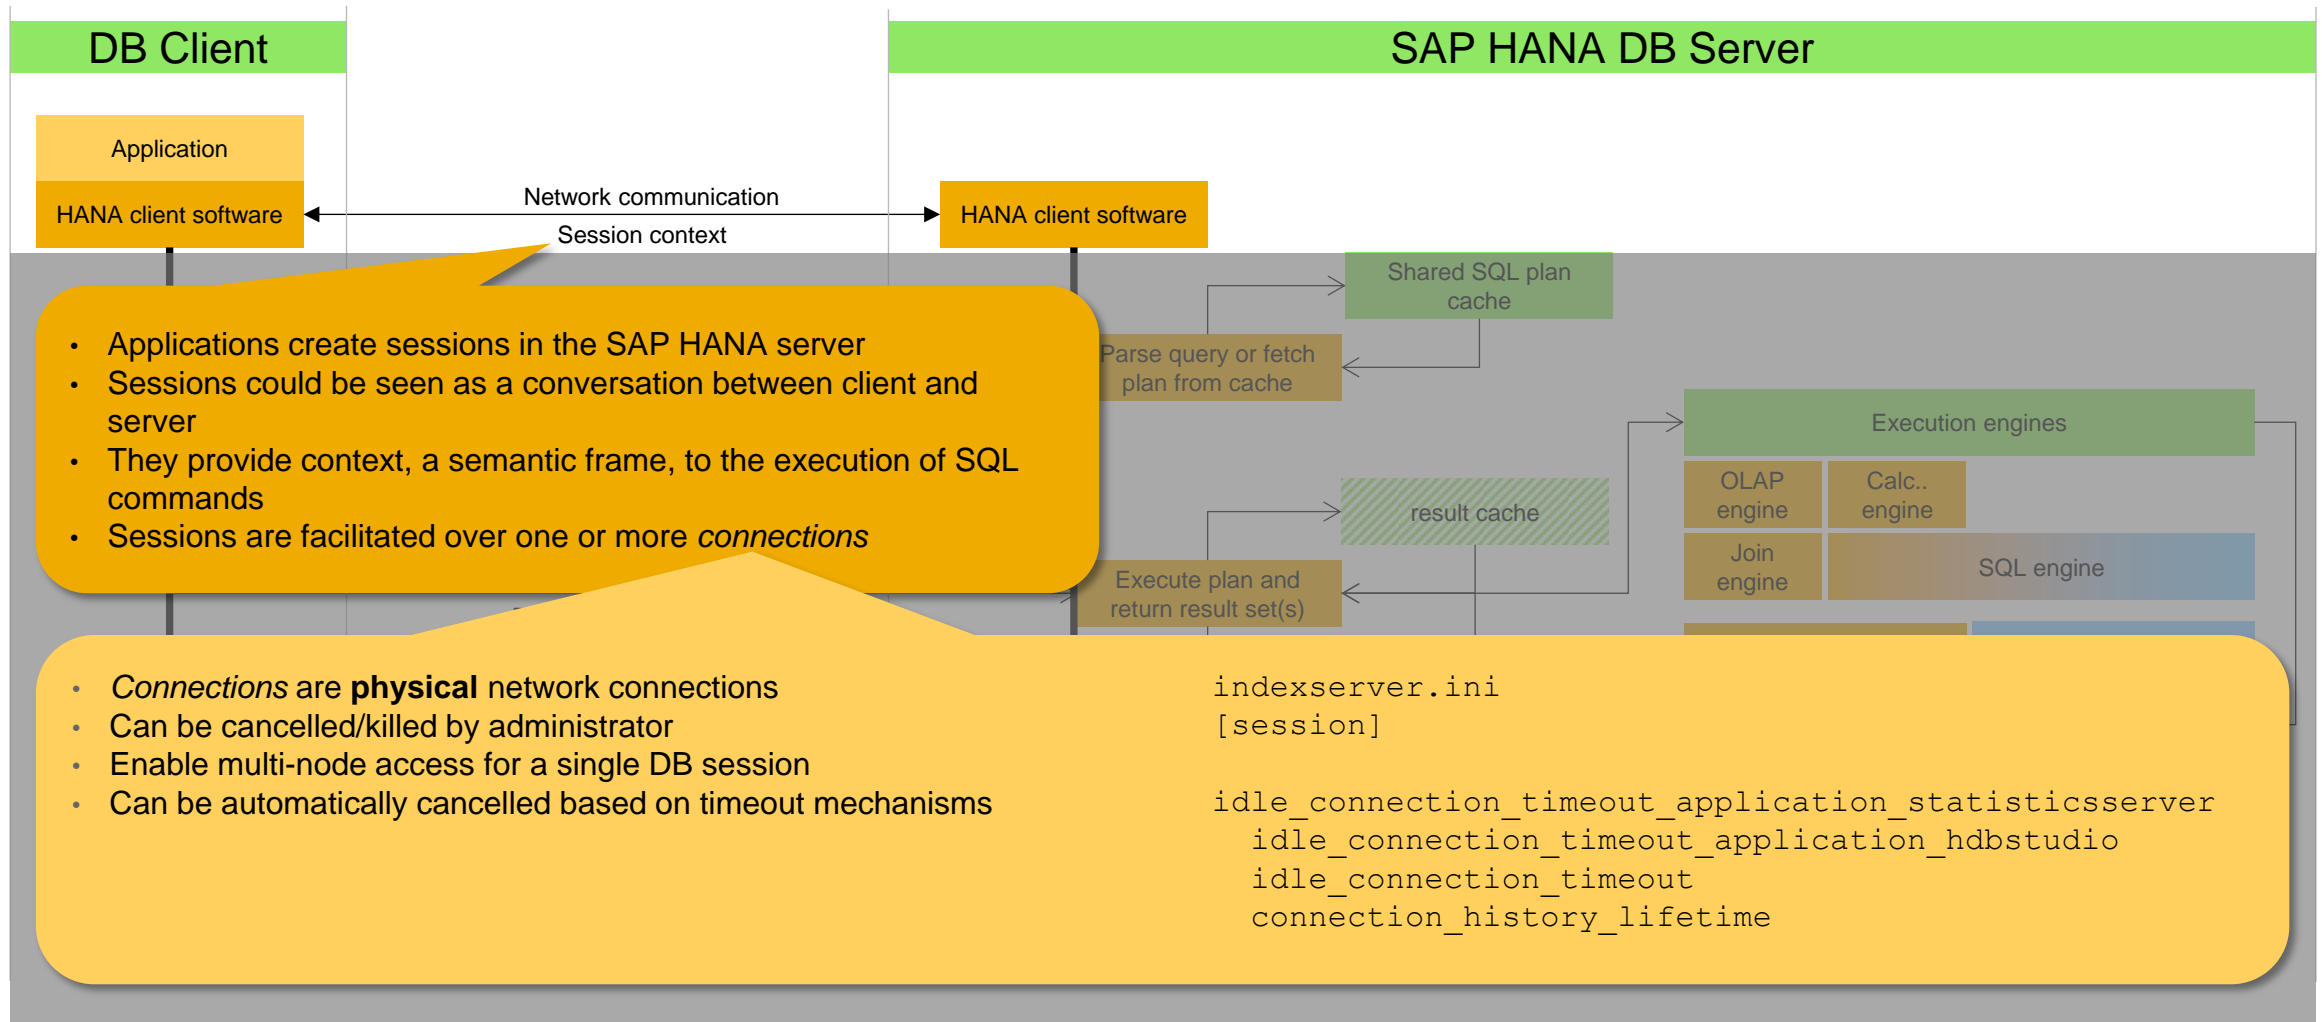 DB Client
SAP HANA DB Server
Application
HANA client software
Network communication
Session context
HANA client software
Shared SQL plan
cache
Parse query or fetch
plan from cache
Execution engines
OLAP
engine
Calc..
engine
result cache
Join
engine
SQL engine
Execute plan and
return result set(s)
• Applications create sessions in the SAP HANA server
• Sessions could be seen as a conversation between client and
server
• They provide context, a semantic frame, to the execution of SQL
commands
• Sessions are facilitated over one or more connections
• Connections are physical network connections
• Can be cancelled/killed by administrator
• Enable multi-node access for a single DB session
• Can be automatically cancelled based on timeout mechanisms
indexserver.ini
[session]
idle_connection_timeout_application_statisticsserver
idle_connection_timeout_application_hdbstudio
idle_connection_timeout
connection_history_lifetime